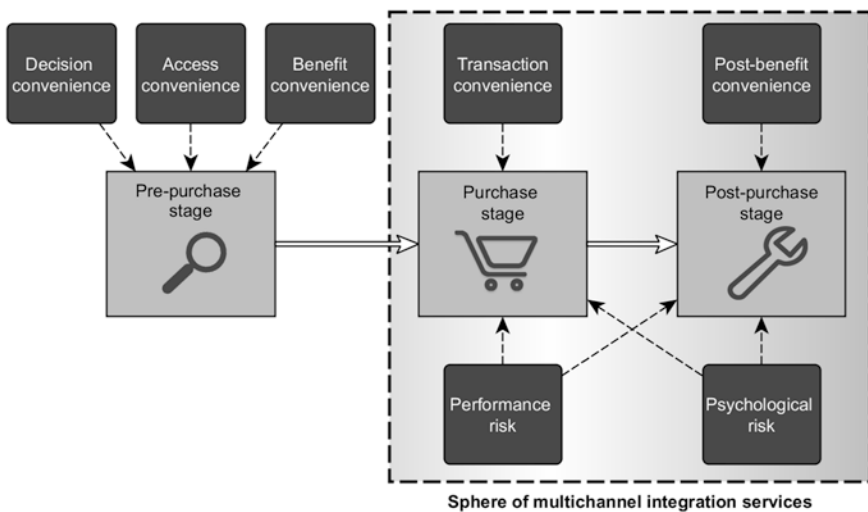 Decision
convenience
Access
convenience
Benefit
convenience
Transaction
convenience
Post-benefit
convenience
Pre-purchase
stage
Purchase
stage
Post-purchase
stage
Performance
risk
Psychological
risk
Sphere of multichannel integration services